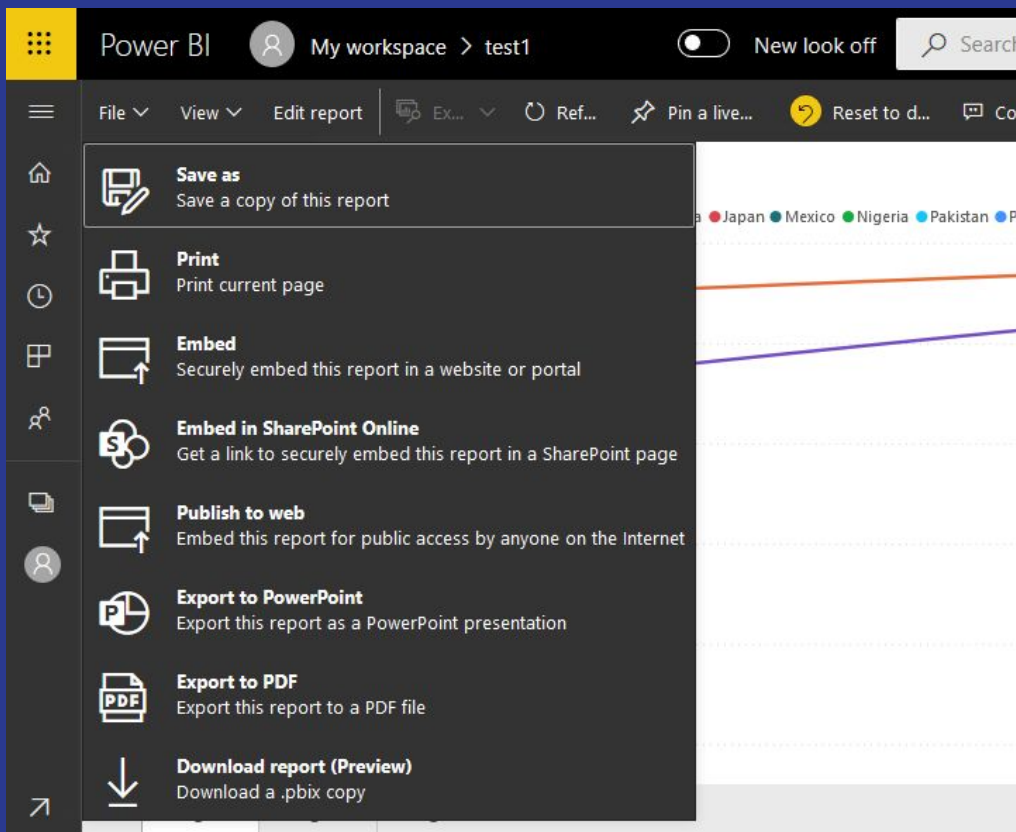 Power BI My workspace > test1 New look off Search
File View Edit report Ex... Ref... Pin a live... Reset to d... Co
Save as
Save a copy of this report
Japan Mexico Nigeria Pakistan P
Print
Print current page
Embed
Securely embed this report in a website or portal
Embed in SharePoint Online
Get a link to securely embed this report in a SharePoint page
Publish to web
Embed this report for public access by anyone on the Internet
Export to PowerPoint
Export this report as a PowerPoint presentation
PDF
Export to PDF
Export this report to a PDF file
Download report (Preview)
Download a .pbix copy